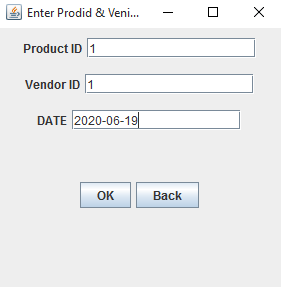 Enter Prodid & Veni...
Product ID 1
Vendor ID 1
DATE 2020-06-19
OK Back